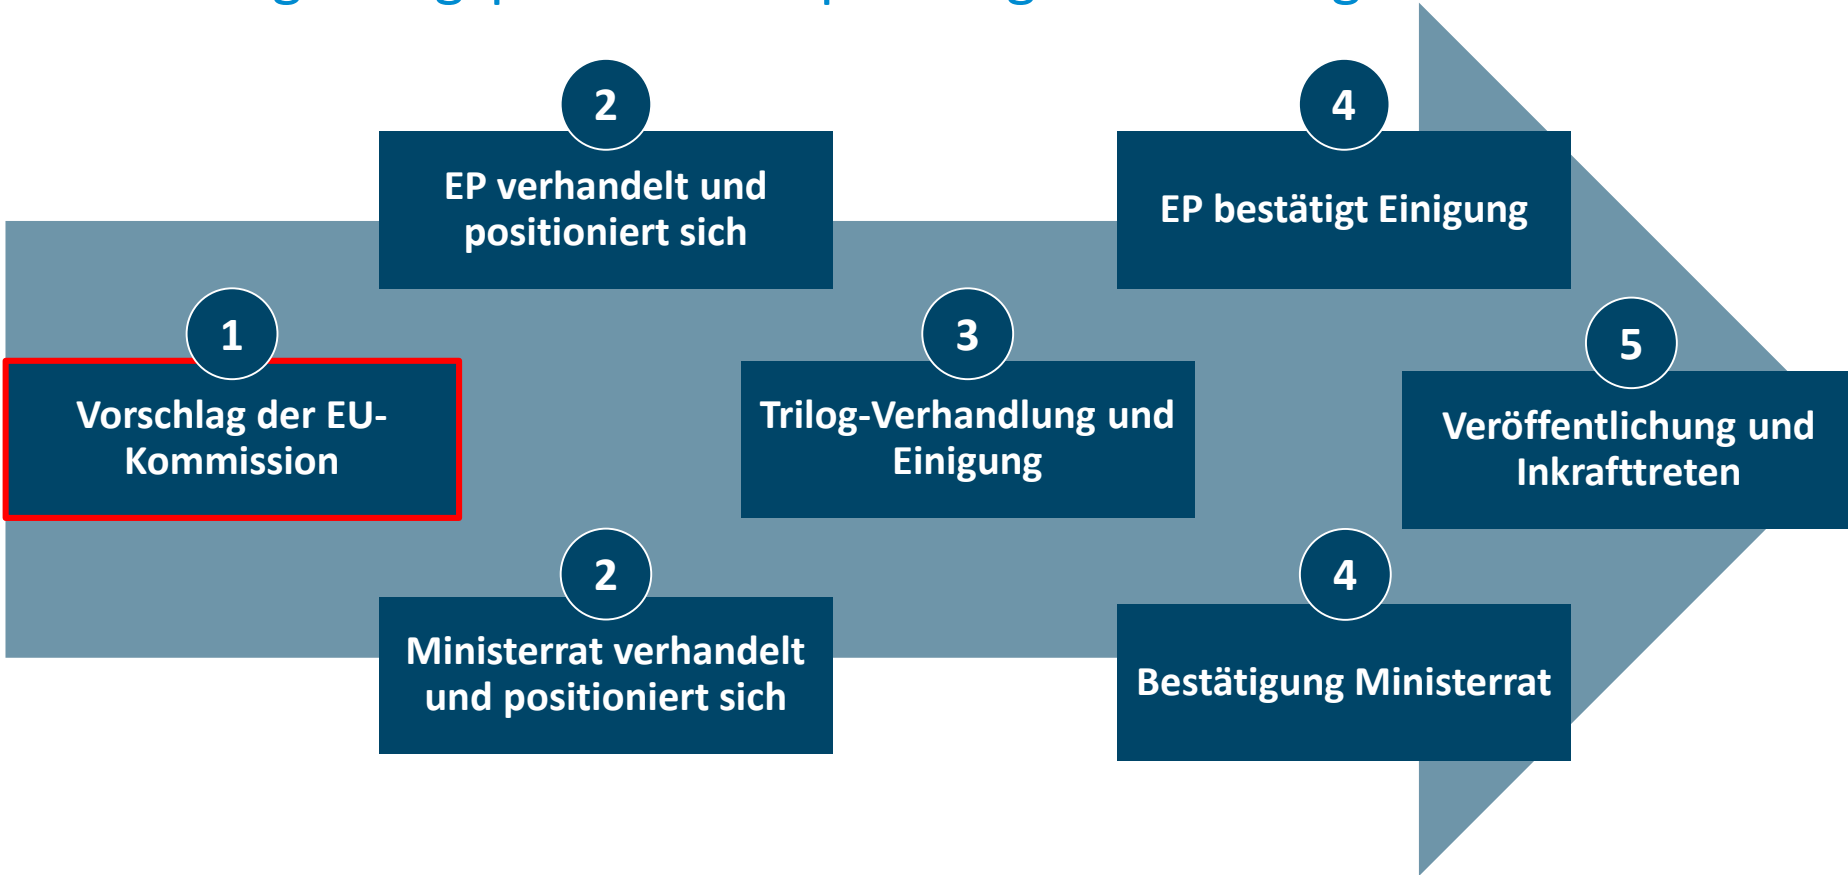 2
EP verhandelt und
positioniert sich
4
EP bestätigt Einigung
1
Vorschlag der EU-
Kommission
3
Trilog-Verhandlung und
Einigung
5
Veröffentlichung und
Inkrafttreten
2
Ministerrat verhandelt
und positioniert sich
4
Bestätigung Ministerrat